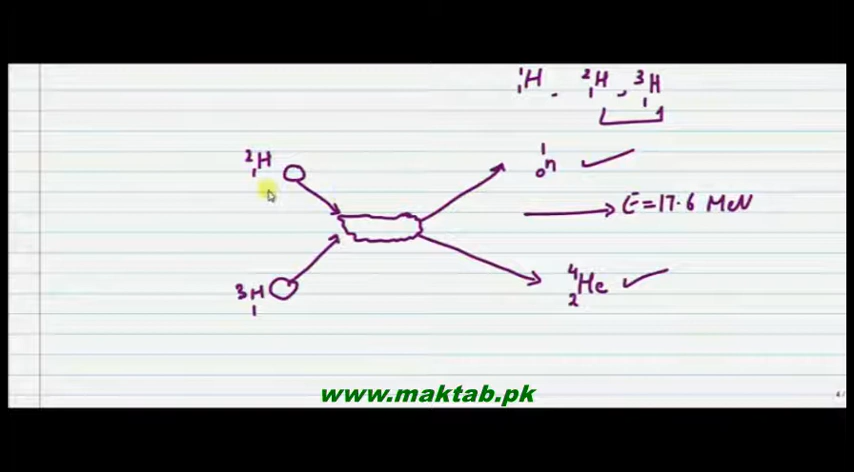 ¹₁H , ²₁H , ³₁H
²₁H
¹₀n
E = 17.6 MeV
³₁H
⁴₂He
www.maktab.pk